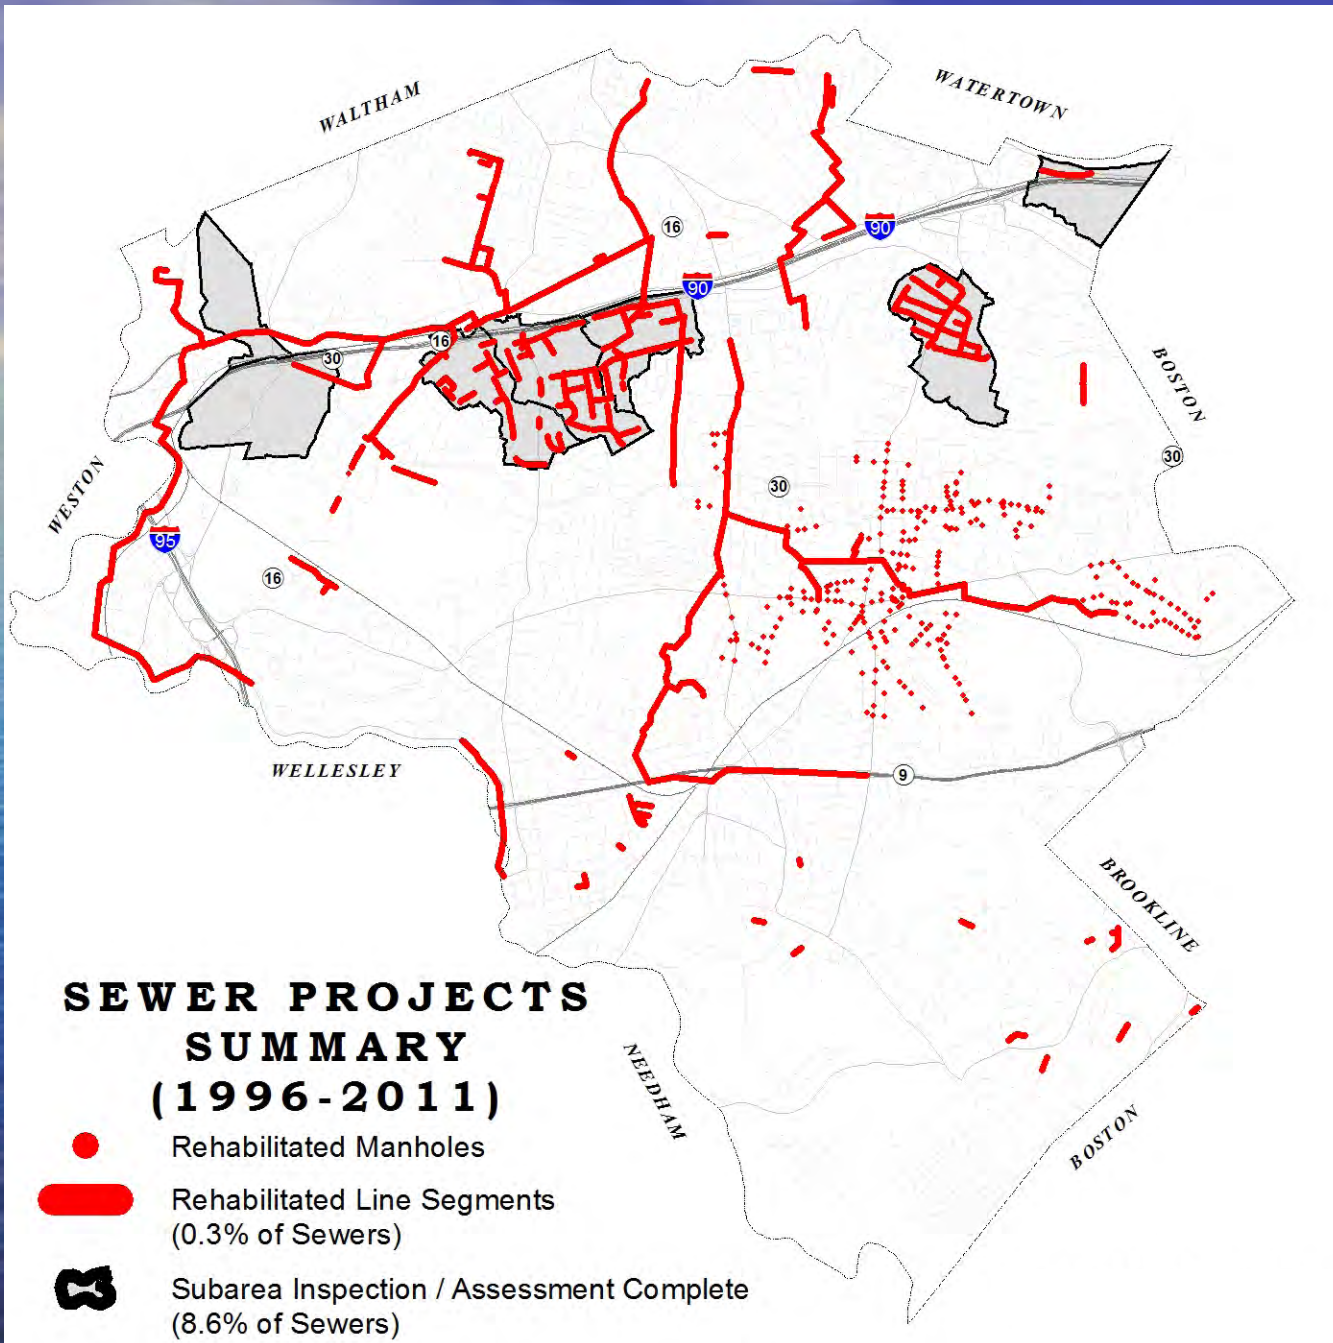 WALTHAM
WATERTOWN
16
90
90
16
30
BOSTON
30
WESTON
30
95
16
WELLESLEY
9
BROOKLINE
SEWER PROJECTS
SUMMARY
(1996-2011)
NEEDHAM
BOSTON
Rehabilitated Manholes
Rehabilitated Line Segments
(0.3% of Sewers)
Subarea Inspection / Assessment Complete
(8.6% of Sewers)